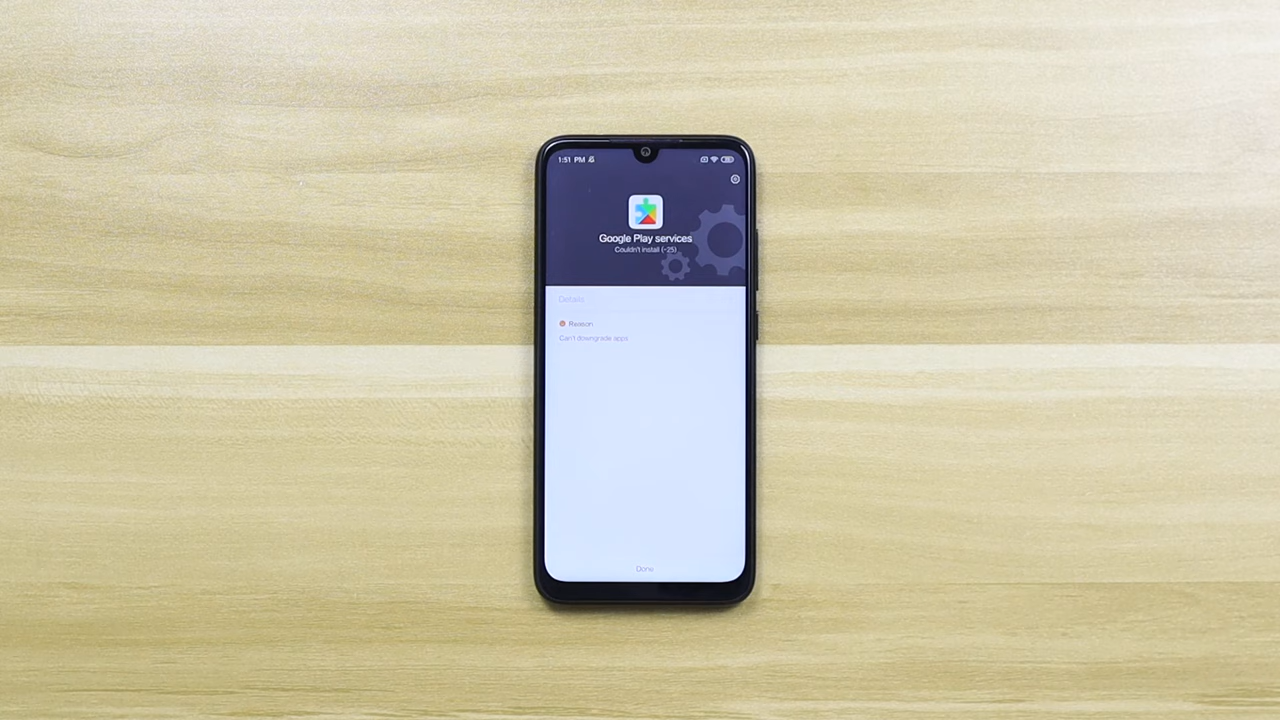 1:51 PM
Google Play services
Couldn't install (-25)
Details
Reason
Can't downgrade apps
Done